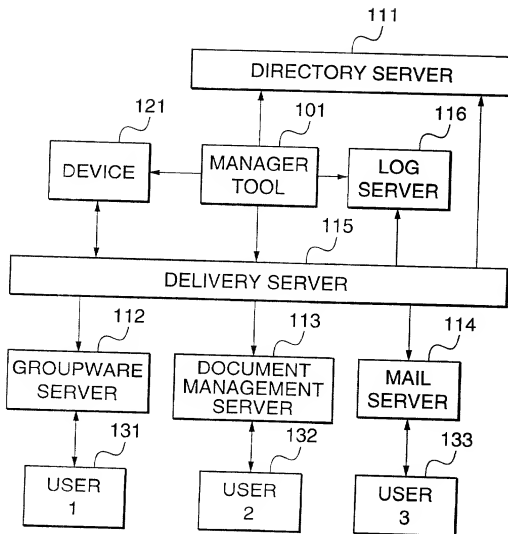 111
DIRECTORY SERVER
121
101
116
DEVICE
MANAGER
TOOL
LOG
SERVER
115
DELIVERY SERVER
112
113
114
GROUPWARE
SERVER
DOCUMENT
MANAGEMENT
SERVER
MAIL
SERVER
131
132
133
USER
1
USER
2
USER
3